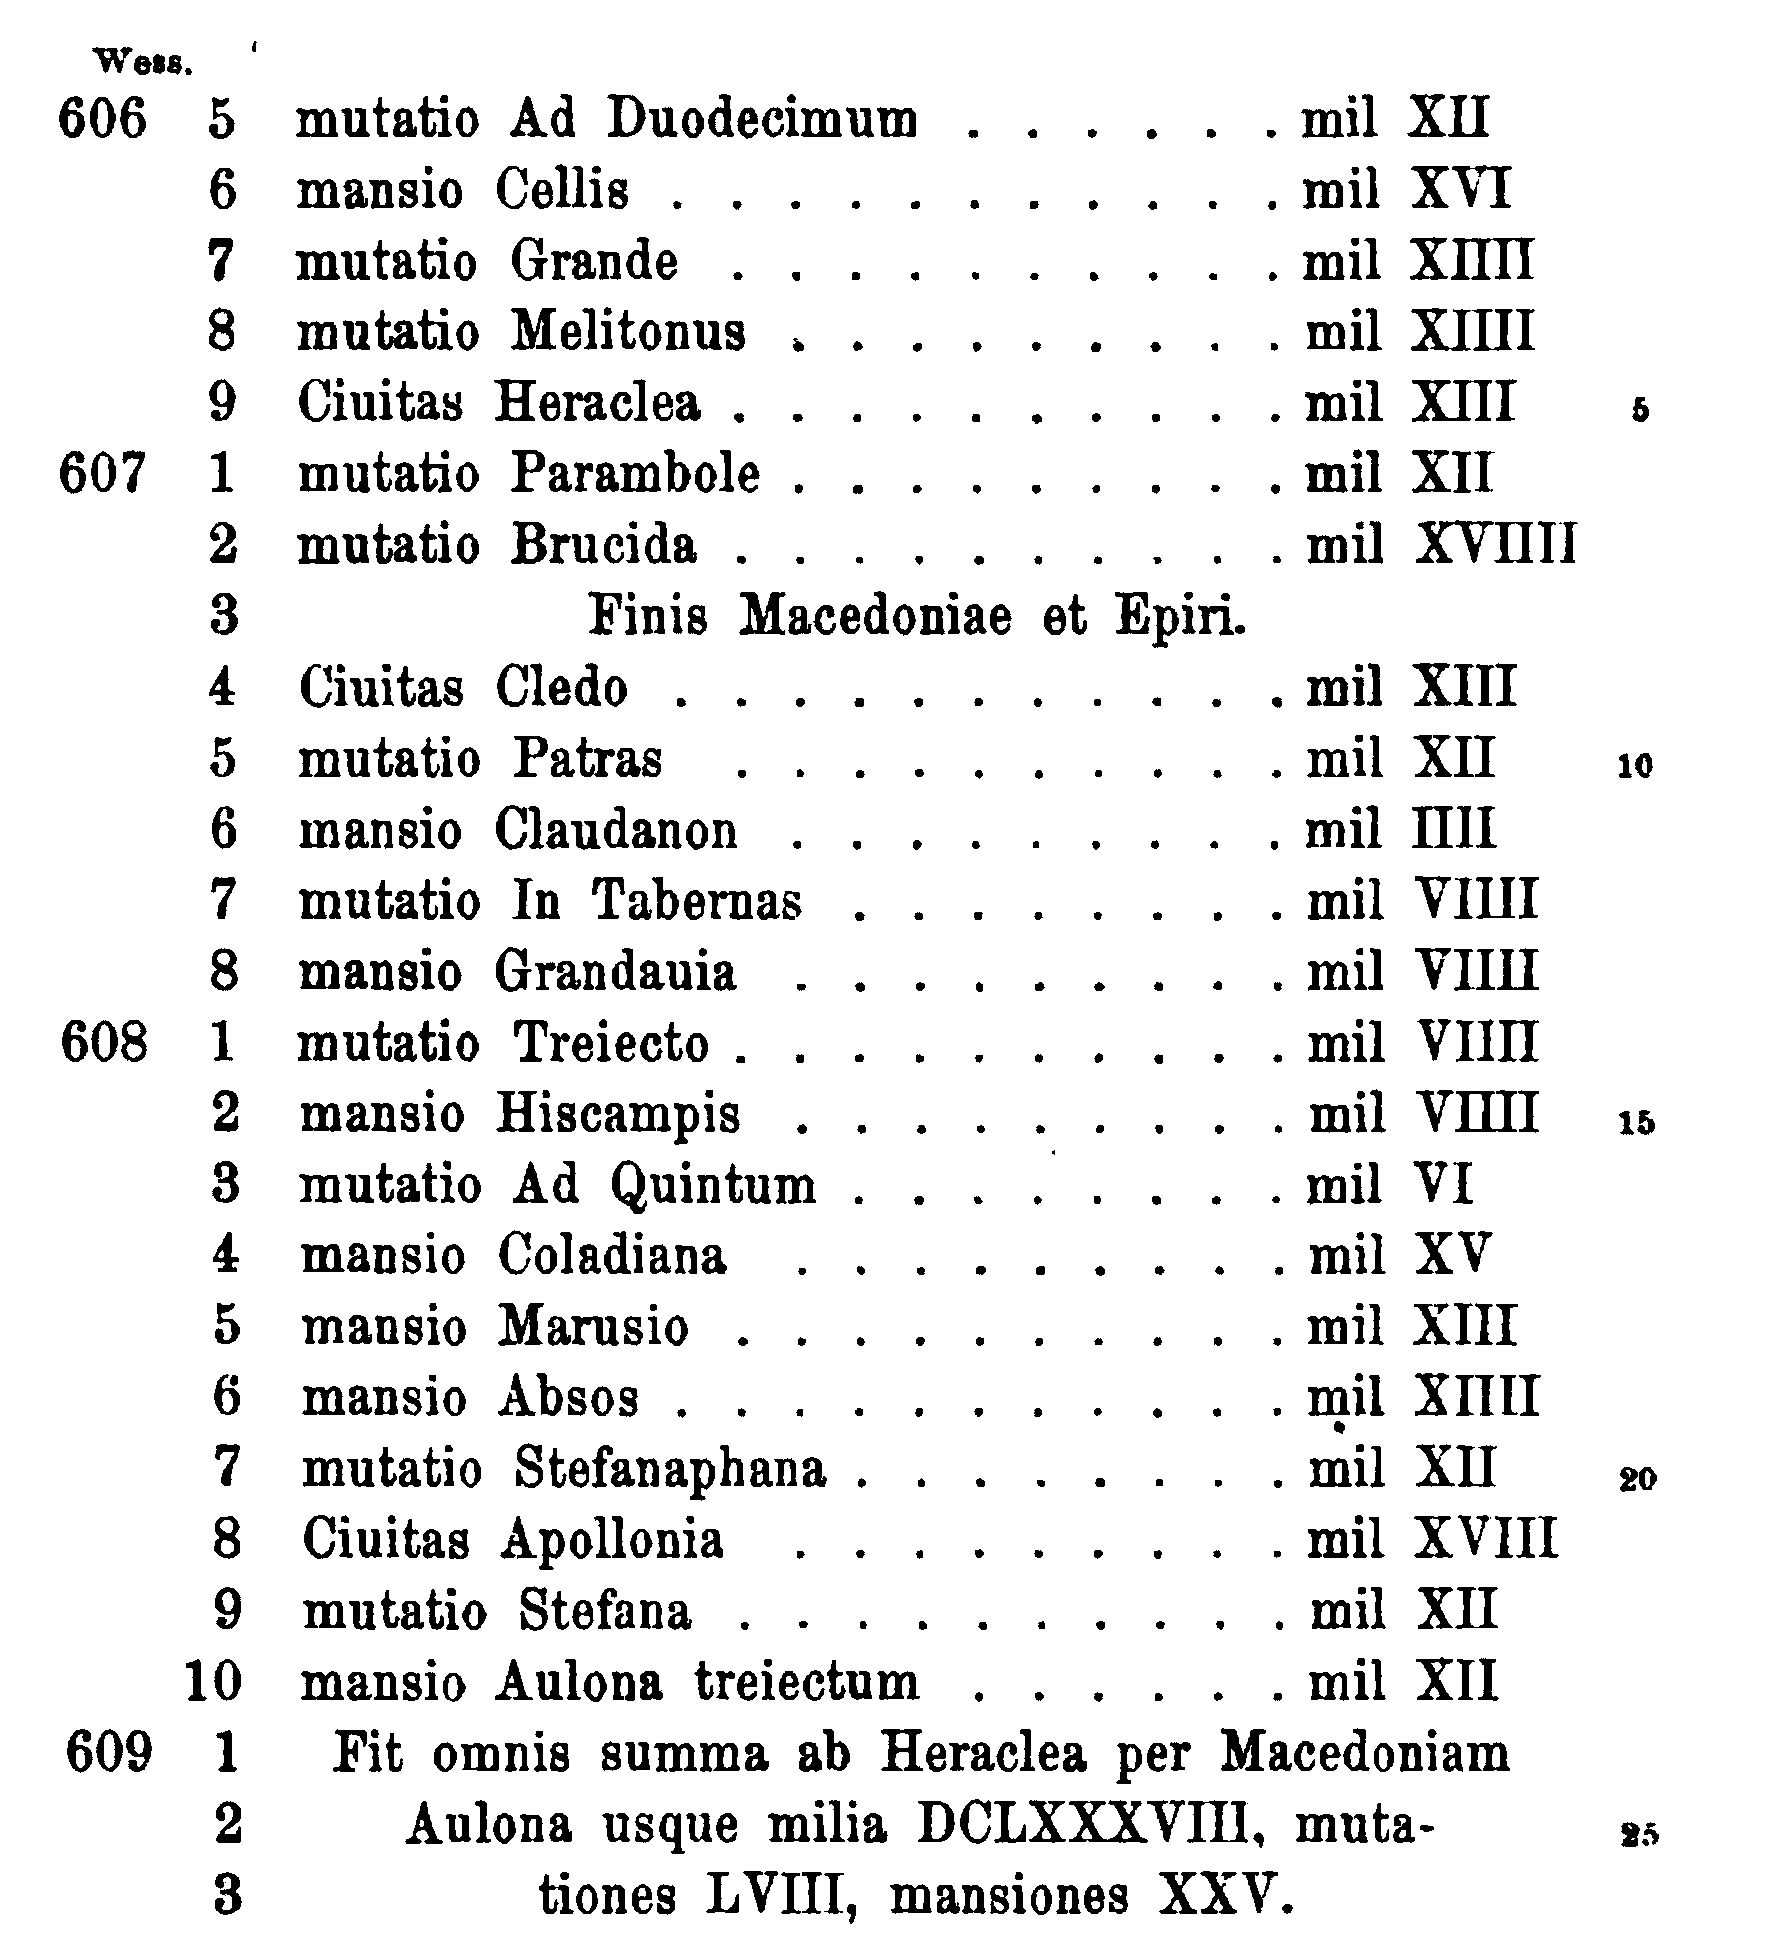 Wess.
606 5 mutatio Ad Duodecimum . . . . . . mil XII
6 mansio Cellis . . . . . . . . . . . mil XVI
7 mutatio Grande . . . . . . . . . . mil XIIII
8 mutatio Melitonus . . . . . . . . . mil XIIII
9 Ciuitas Heraclea . . . . . . . . . . mil XIII 5
607 1 mutatio Parambole . . . . . . . . . mil XII
2 mutatio Brucida . . . . . . . . . . mil XVIIII
3 Finis Macedoniae et Epiri.
4 Ciuitas Cledo . . . . . . . . . . . mil XIII
5 mutatio Patras . . . . . . . . . . mil XII 10
6 mansio Claudanon . . . . . . . . . mil IIII
7 mutatio In Tabernas . . . . . . . . mil VIIII
8 mansio Grandauia . . . . . . . . . mil VIIII
608 1 mutatio Treiecto . . . . . . . . . . mil VIIII
2 mansio Hiscampis . . . . . . . . . mil VIIII 15
3 mutatio Ad Quintum . . . . . . . . mil VI
4 mansio Coladiana . . . . . . . . . mil XV
5 mansio Marusio . . . . . . . . . . mil XIII
6 mansio Absos . . . . . . . . . . . mil XIIII
7 mutatio Stefanaphana . . . . . . . . mil XII 20
8 Ciuitas Apollonia . . . . . . . . . mil XVIII
9 mutatio Stefana . . . . . . . . . . mil XII
10 mansio Aulona treiectum . . . . . . mil XII
609 1 Fit omnis summa ab Heraclea per Macedoniam
2 Aulona usque milia DCLXXXVIII, muta- 25
3 tiones LVIII, mansiones XXV.